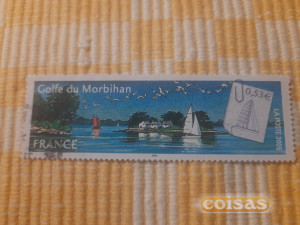 Golfe du Morbihan
0,53€
FRANCE
coisas